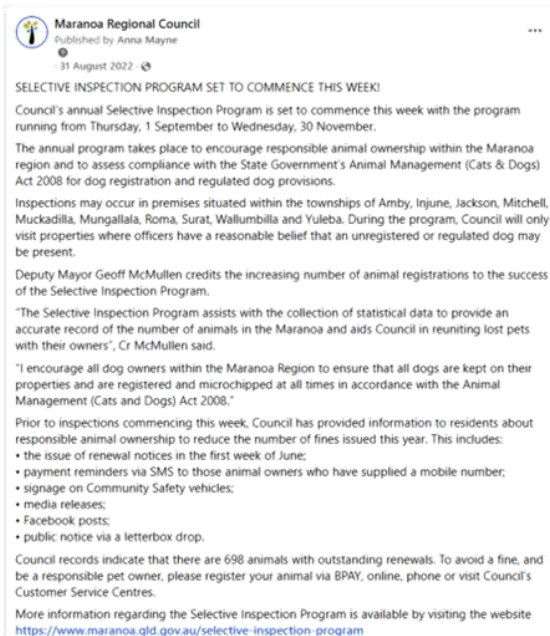 Maranoa Regional Council
Published by Anna Mayne
· 31 August 2022 ·
SELECTIVE INSPECTION PROGRAM SET TO COMMENCE THIS WEEK!
Council's annual Selective Inspection Program is set to commence this week with the program
running from Thursday, 1 September to Wednesday, 30 November.
The annual program takes place to encourage responsible animal ownership within the Maranoa
region and to assess compliance with the State Government's Animal Management (Cats & Dogs)
Act 2008 for dog registration and regulated dog provisions.
Inspections may occur in premises situated within the townships of Amby, Injune, Jackson, Mitchell,
Muckadilla, Mungallala, Roma, Surat, Wallumbilla and Yuleba. During the program, Council will only
visit properties where officers have a reasonable belief that an unregistered or regulated dog may
be present.
Deputy Mayor Geoff McMullen credits the increasing number of animal registrations to the success
of the Selective Inspection Program.
"The Selective Inspection Program assists with the collection of statistical data to provide an
accurate record of the number of animals in the Maranoa and aids Council in reuniting lost pets
with their owners", Cr McMullen said.
"I encourage all dog owners within the Maranoa Region to ensure that all dogs are kept on their
properties and are registered and microchipped at all times in accordance with the Animal
Management (Cats and Dogs) Act 2008."
Prior to inspections commencing this week, Council has provided information to residents about
responsible animal ownership to reduce the number of fines issued this year. This includes:
• the issue of renewal notices in the first week of June;
• payment reminders via SMS to those animal owners who have supplied a mobile number;
• signage on Community Safety vehicles;
• media releases;
• Facebook posts;
• public notice via a letterbox drop.
Council records indicate that there are 698 animals with outstanding renewals. To avoid a fine, and
be a responsible pet owner, please register your animal via BPAY, online, phone or visit Council's
Customer Service Centres.
More information regarding the Selective Inspection Program is available by visiting the website
https://www.maranoa.qld.gov.au/selective-inspection-program